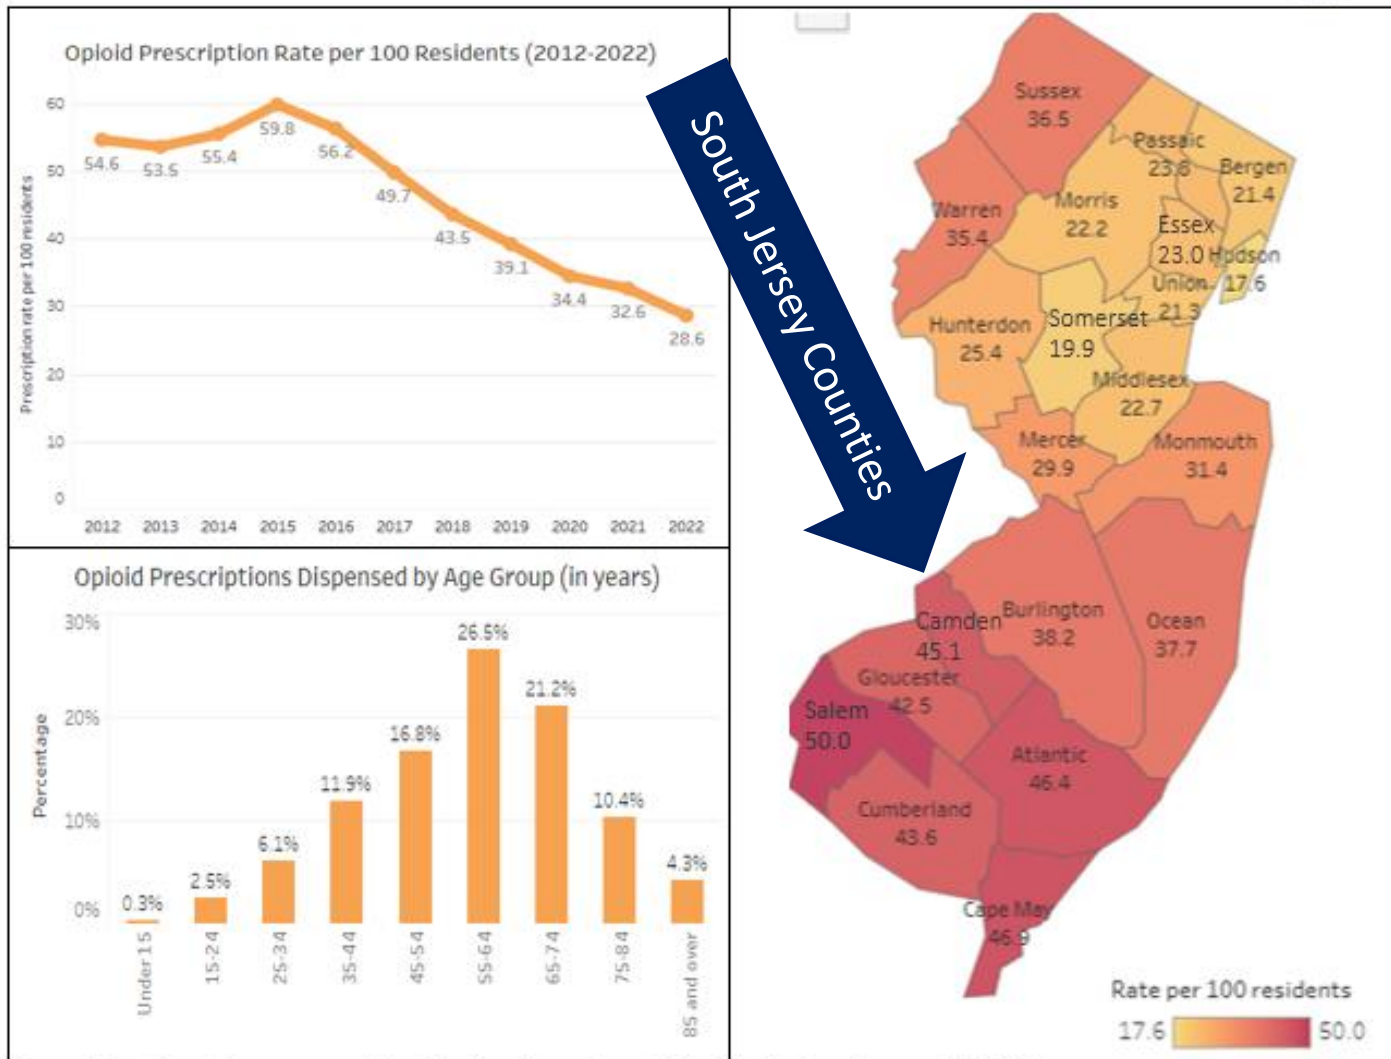 Opioid Prescription Rate per 100 Residents (2012-2022)
Prescription rate per 100 residents
60
50
40
30
20
10
0
54.6
53.5
55.4
59.8
56.2
49.7
43.5
39.1
34.4
32.6
28.6
2012 2013 2014 2015 2016 2017 2018 2019 2020 2021 2022
Opioid Prescriptions Dispensed by Age Group (in years)
Percentage
30%
20%
10%
0%
0.3%
2.5%
6.1%
11.9%
16.8%
26.5%
21.2%
10.4%
4.3%
Under 15
15-24
25-34
35-44
45-54
55-64
65-74
75-84
85 and over
South Jersey Counties
Sussex
36.5
Passaic
23.8
Bergen
21.4
Warren
35.4
Morris
22.2
Essex
23.0
Hudson
17.6
Union
21.3
Hunterdon
25.4
Somerset
19.9
Middlesex
22.7
Mercer
29.9
Monmouth
31.4
Camden
45.1
Burlington
38.2
Ocean
37.7
Gloucester
42.5
Salem
50.0
Atlantic
46.4
Cumberland
43.6
Cape May
46.9
Rate per 100 residents
17.6 50.0